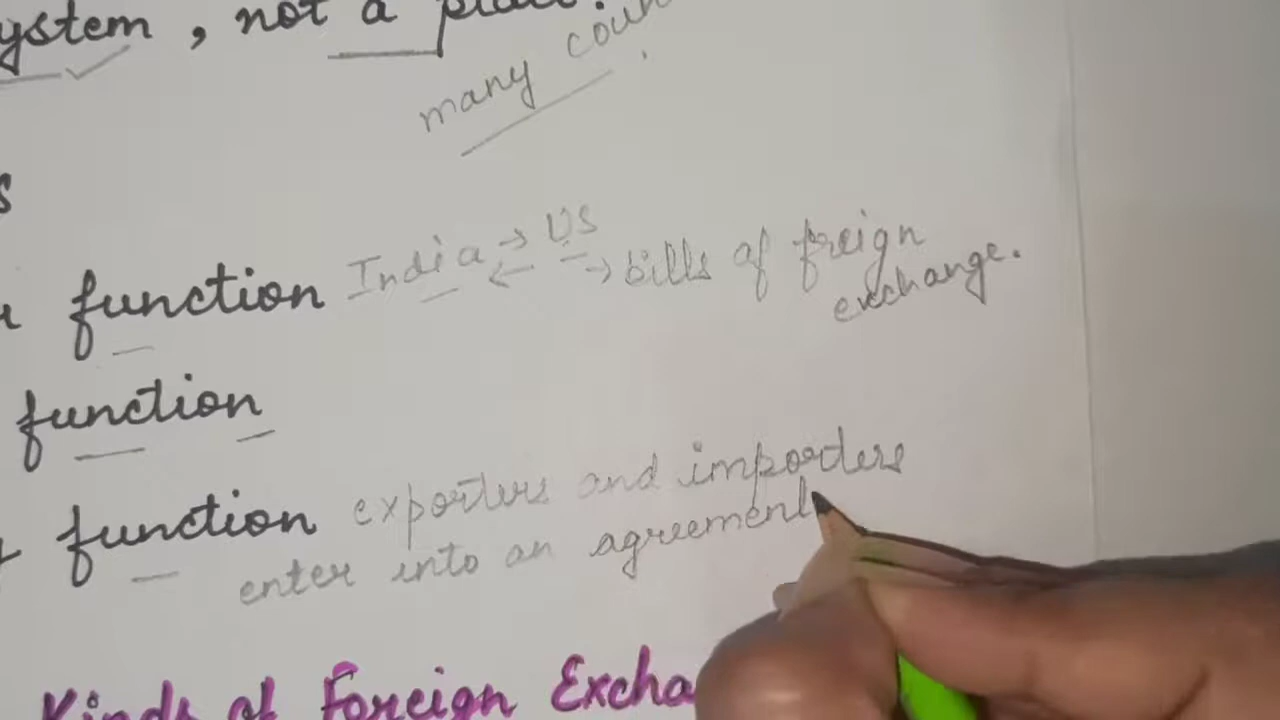 ystem, not a
many coun
s
function India → US
← → bills of freign
exchange.
function
function exporters and importers
enter into an agreement
Kinds of Foreign Excha